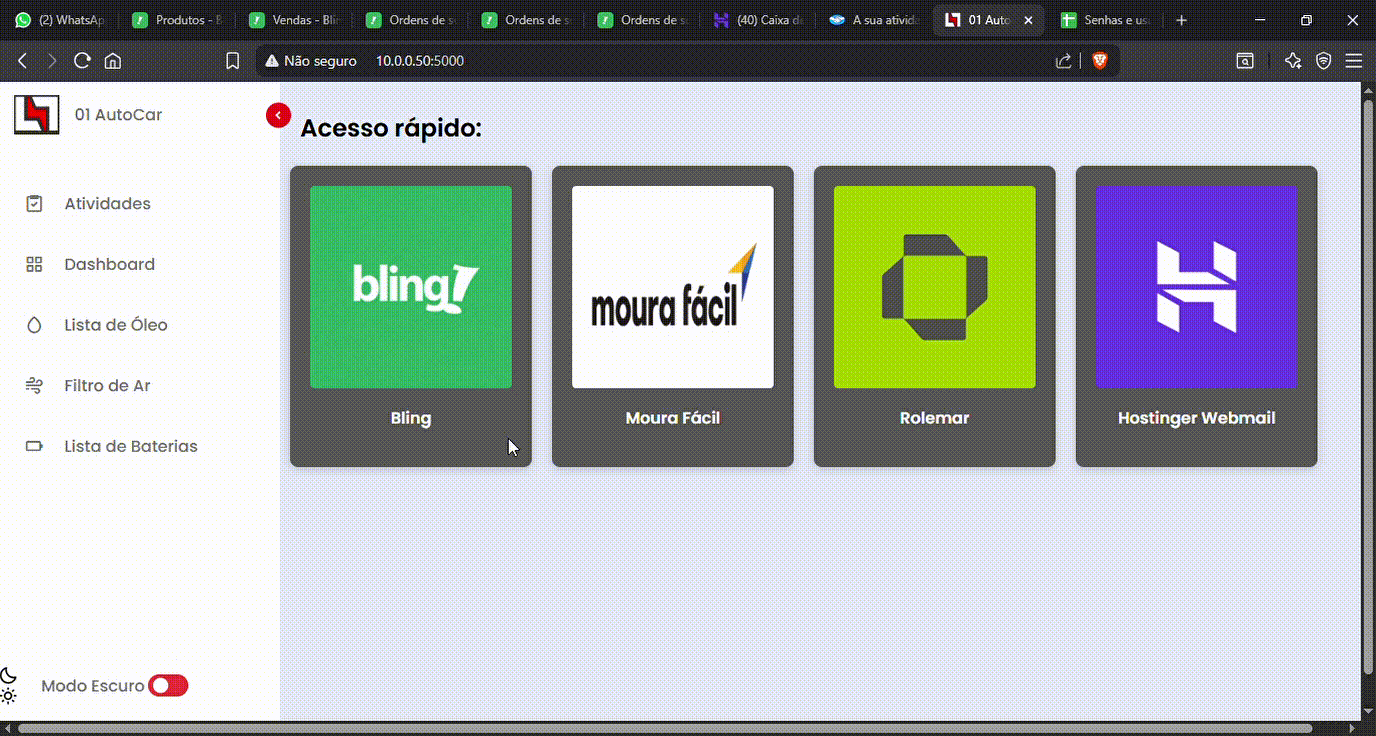 (2) WhatsAp
Produtos - B
Vendas - Blin
Ordens de s
Ordens de s
Ordens de s
(40) Caixa d
A sua ativid
01 Auto
Senhas e us
Não seguro
10.0.0.50:5000
01 AutoCar
Acesso rápido:
Atividades
Dashboard
Lista de Óleo
Filtro de Ar
Lista de Baterias
bling!
moura fácil
Bling
Moura Fácil
Rolemar
Hostinger Webmail
Modo Escuro